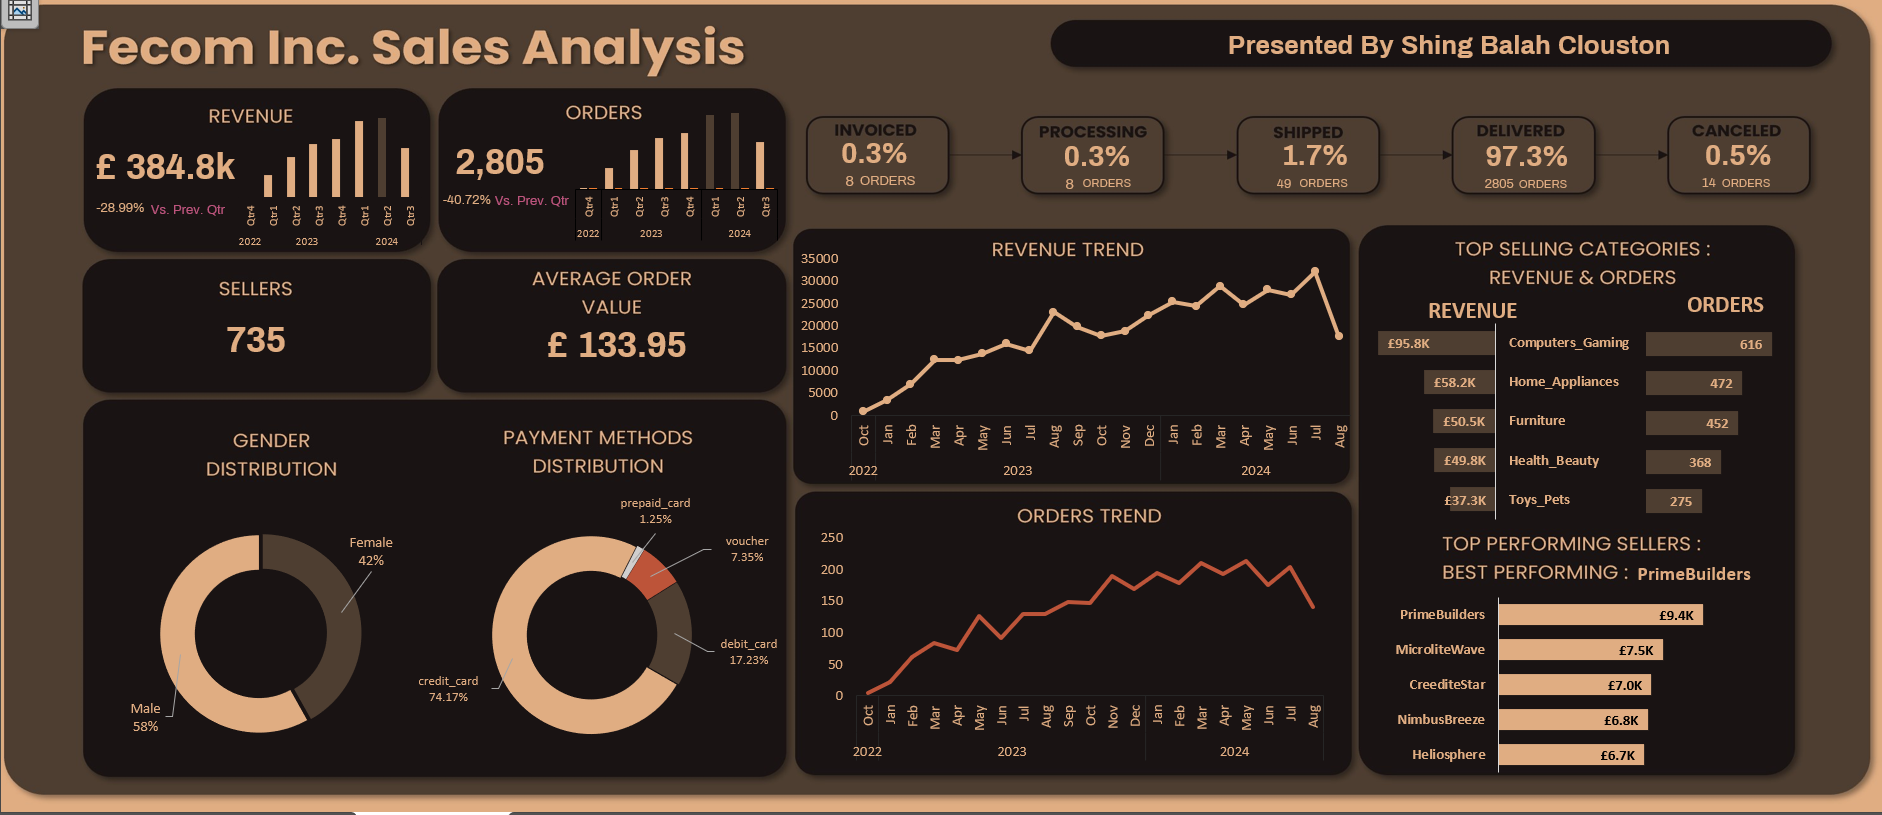 Fecom Inc. Sales Analysis
Presented By Shing Balah Clouston
REVENUE
£ 384.8k
-28.99% Vs. Prev. Qtr
Qtr4 Qtr1 Qtr2 Qtr3 Qtr4 Qtr1 Qtr2 Qtr3
2022 2023 2024
ORDERS
2,805
-40.72% Vs. Prev. Qtr
Qtr4 Qtr1 Qtr2 Qtr3 Qtr4 Qtr1 Qtr2 Qtr3
2022 2023 2024
INVOICED
0.3%
8 ORDERS
PROCESSING
0.3%
8 ORDERS
SHIPPED
1.7%
49 ORDERS
DELIVERED
97.3%
2805 ORDERS
CANCELED
0.5%
14 ORDERS
SELLERS
735
AVERAGE ORDER
VALUE
£ 133.95
GENDER
DISTRIBUTION
Female
42%
Male
58%
PAYMENT METHODS
DISTRIBUTION
prepaid_card
1.25%
voucher
7.35%
debit_card
17.23%
credit_card
74.17%
REVENUE TREND
35000
30000
25000
20000
15000
10000
5000
0
Oct Jan Feb Mar Apr May Jun Jul Aug Sep Oct Nov Dec Jan Feb Mar Apr May Jun Jul Aug
2022 2023 2024
ORDERS TREND
250
200
150
100
50
0
Oct Jan Feb Mar Apr May Jun Jul Aug Sep Oct Nov Dec Jan Feb Mar Apr May Jun Jul Aug
2022 2023 2024
TOP SELLING CATEGORIES :
REVENUE & ORDERS
REVENUE ORDERS
£95.8K Computers_Gaming 616
£58.2K Home_Appliances 472
£50.5K Furniture 452
£49.8K Health_Beauty 368
£37.3K Toys_Pets 275
TOP PERFORMING SELLERS :
BEST PERFORMING : PrimeBuilders
PrimeBuilders £9.4K
MicroliteWave £7.5K
CreediteStar £7.0K
NimbusBreeze £6.8K
Heliosphere £6.7K